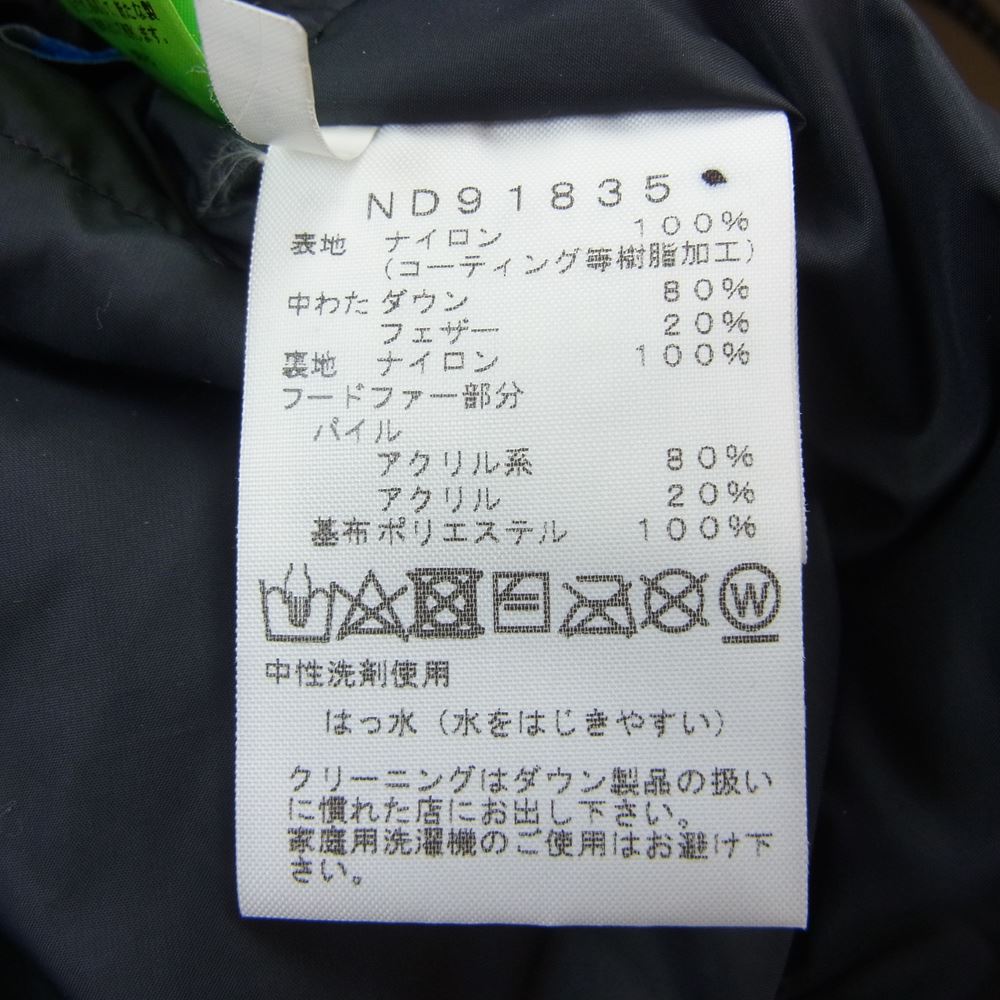 ND91835
表地 ナイロン 100%
(コーティング等樹脂加工)
中わた ダウン 80%
フェザー 20%
裏地 ナイロン 100%
フードファー部分
パイル
アクリル系 80%
アクリル 20%
基布 ポリエステル 100%
W
中性洗剤使用
はっ水(水をはじきやすい)
クリーニングはダウン製品の扱い
に慣れた店にお出し下さい。
家庭用洗濯機のご使用はお避け下
さい。